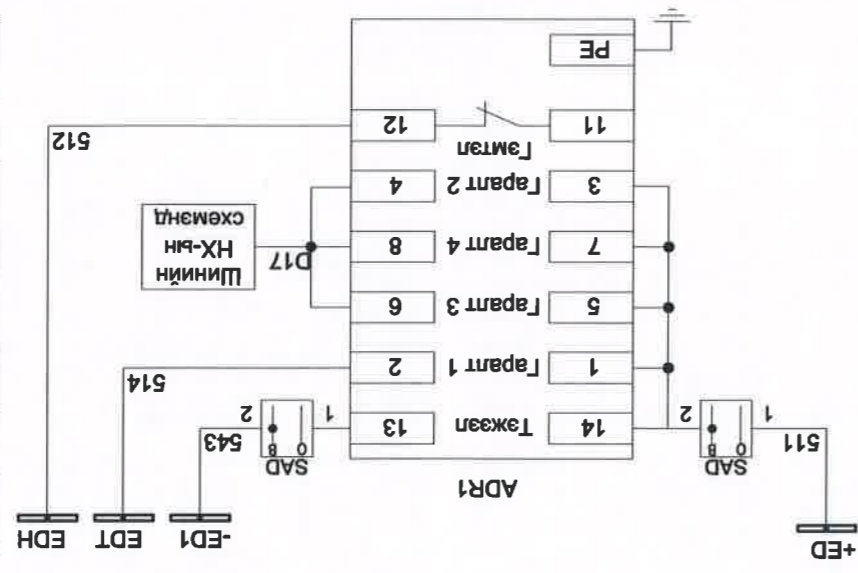 +ED
-ED1
EDT
EDH
ADR1
SAD
O B
511
1
2
SAD
O B
1
2
543
14 Тэжээл 13
1 Гаралт 1 2
514
5 Гаралт 3 6
7 Гаралт 4 8
D17
Шинний
НХ-ын
схемэнд
3 Гаралт 2 4
Гэмтэл
11 12
512
PE